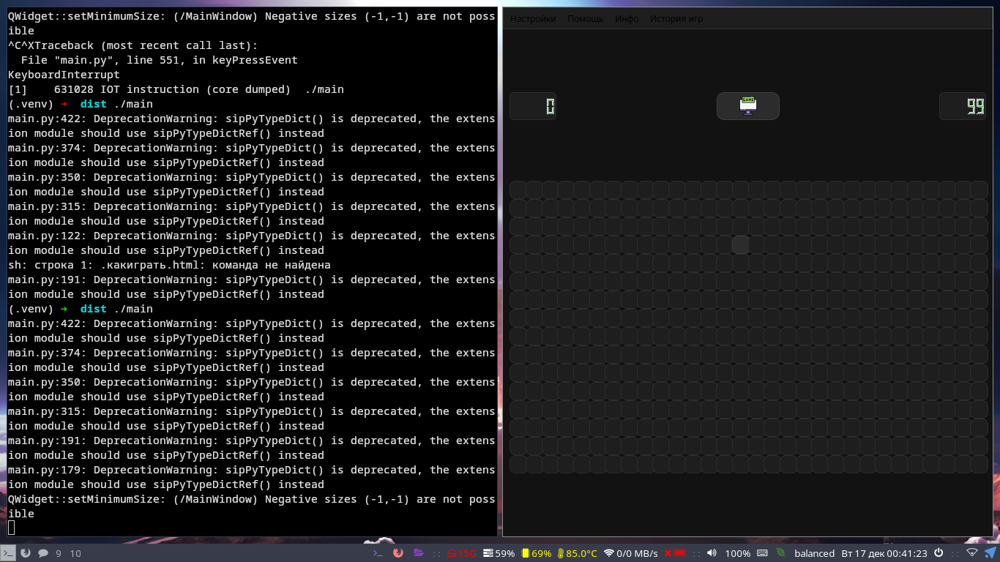 QWidget::setMinimumSize: (/MainWindow) Negative sizes (-1,-1) are not poss
ible
^C^XTraceback (most recent call last):
  File "main.py", line 551, in keyPressEvent
KeyboardInterrupt
[1]    631028 IOT instruction (core dumped)  ./main
(.venv) ➜  dist ./main
main.py:422: DeprecationWarning: sipPyTypeDict() is deprecated, the extens
ion module should use sipPyTypeDictRef() instead
main.py:374: DeprecationWarning: sipPyTypeDict() is deprecated, the extens
ion module should use sipPyTypeDictRef() instead
main.py:350: DeprecationWarning: sipPyTypeDict() is deprecated, the extens
ion module should use sipPyTypeDictRef() instead
main.py:315: DeprecationWarning: sipPyTypeDict() is deprecated, the extens
ion module should use sipPyTypeDictRef() instead
main.py:122: DeprecationWarning: sipPyTypeDict() is deprecated, the extens
ion module should use sipPyTypeDictRef() instead
sh: строка 1: .какиграть.html: команда не найдена
main.py:191: DeprecationWarning: sipPyTypeDict() is deprecated, the extens
ion module should use sipPyTypeDictRef() instead
(.venv) ➜  dist ./main
main.py:422: DeprecationWarning: sipPyTypeDict() is deprecated, the extens
ion module should use sipPyTypeDictRef() instead
main.py:374: DeprecationWarning: sipPyTypeDict() is deprecated, the extens
ion module should use sipPyTypeDictRef() instead
main.py:350: DeprecationWarning: sipPyTypeDict() is deprecated, the extens
ion module should use sipPyTypeDictRef() instead
main.py:315: DeprecationWarning: sipPyTypeDict() is deprecated, the extens
ion module should use sipPyTypeDictRef() instead
main.py:191: DeprecationWarning: sipPyTypeDict() is deprecated, the extens
ion module should use sipPyTypeDictRef() instead
main.py:179: DeprecationWarning: sipPyTypeDict() is deprecated, the extens
ion module should use sipPyTypeDictRef() instead
QWidget::setMinimumSize: (/MainWindow) Negative sizes (-1,-1) are not poss
ible
Настройки Помощь Инфо История игр
0 GAME 99
9 10 :: 15G 59% 69% 85.0°C 0/0 MB/s :: 100% balanced Вт 17 дек 00:41:23 ::